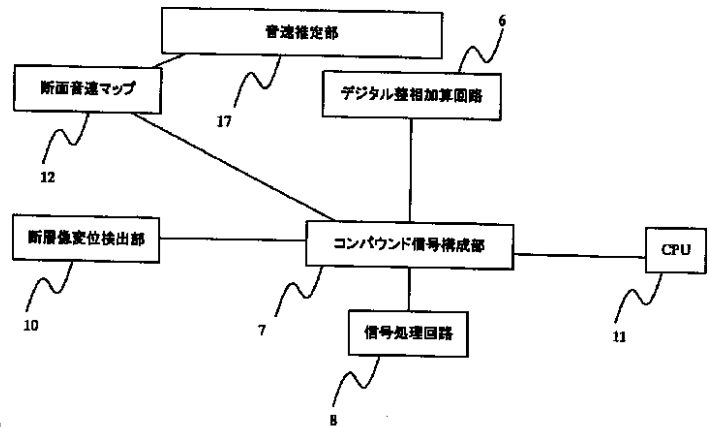 音速推定部
6
断面音速マップ
デジタル整相加算回路
17
12
断層像変位検出部
コンパウンド信号構成部
CPU
10
7
信号処理回路
11
8